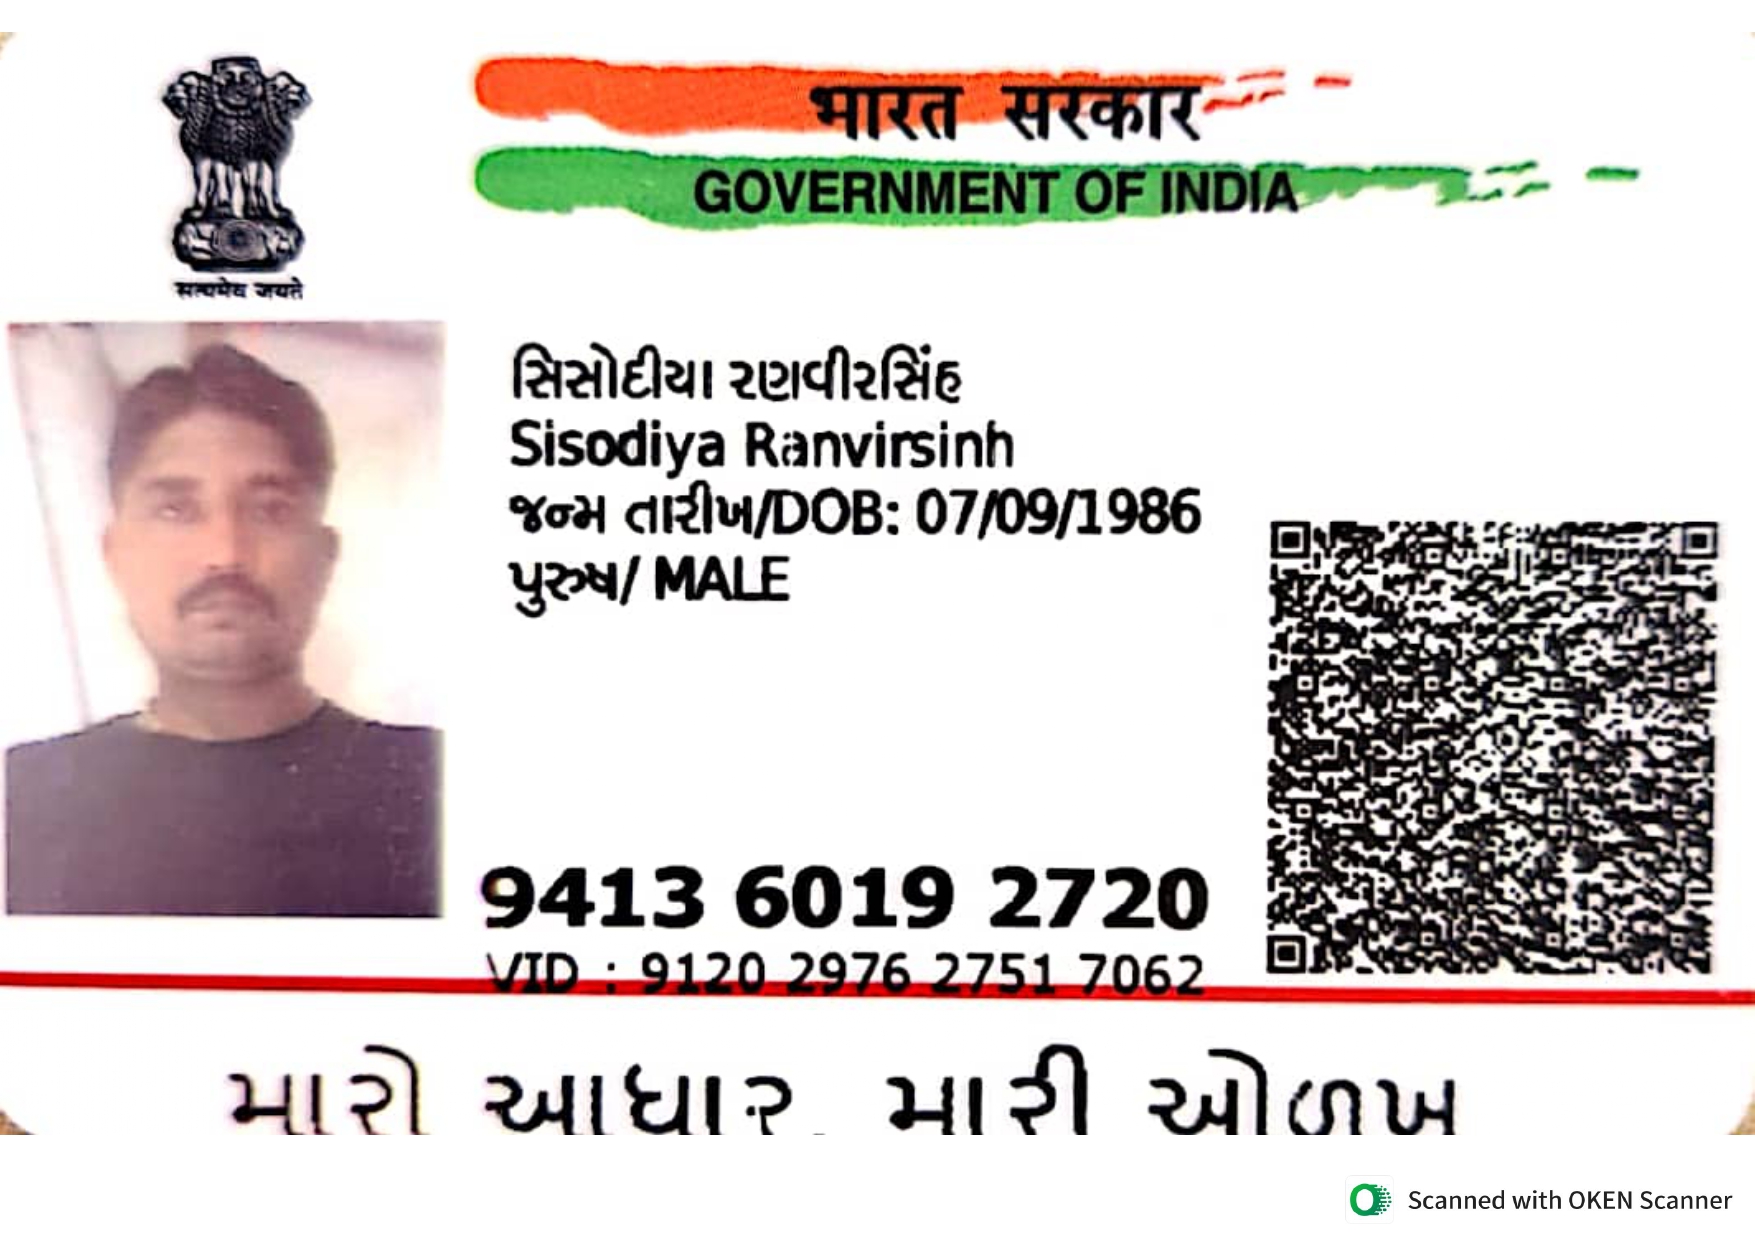 भारत सरकार
GOVERNMENT OF INDIA
सत्यमेव जयते
સિસોદીયા રણવીરસિંહ
Sisodiya Ranvirsinh
જન્મ તારીખ/DOB: 07/09/1986
પુરુષ/ MALE
9413 6019 2720
VID : 9120 2976 2751 7062
મારો આધાર, મારી ઓળખ
Scanned with OKEN Scanner